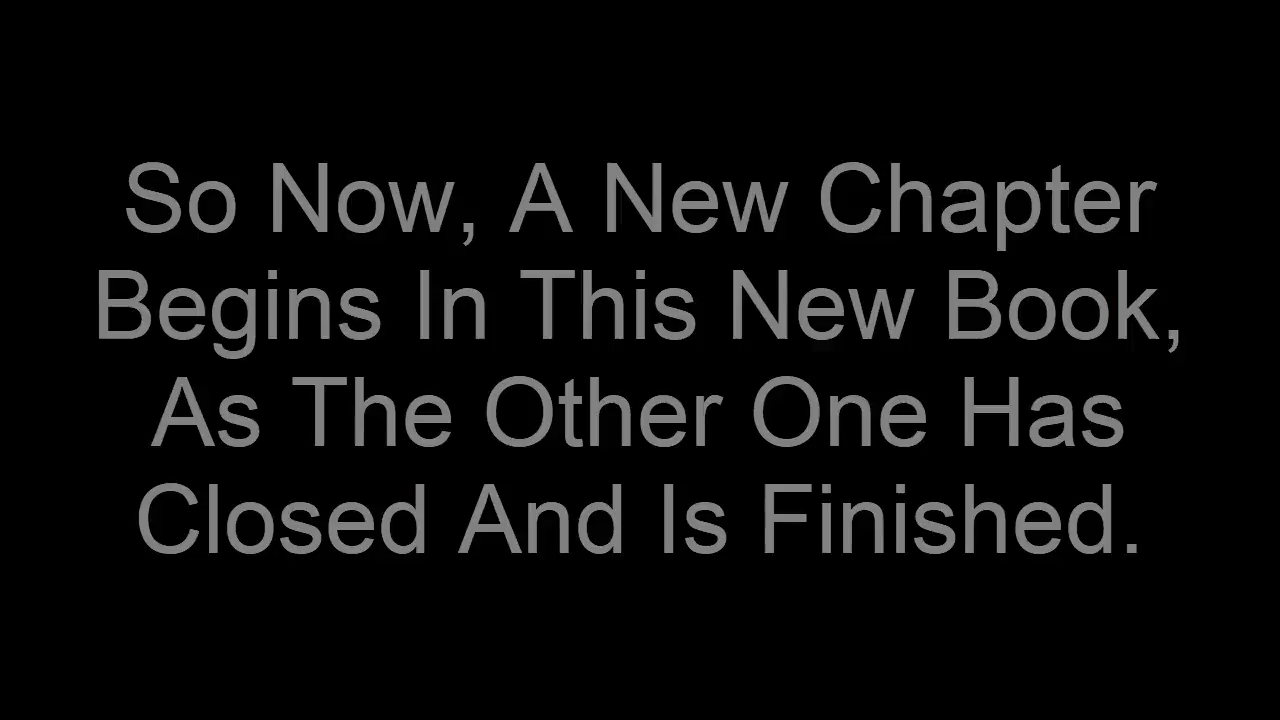 So Now, A New Chapter
Begins In This New Book,
As The Other One Has
Closed And Is Finished.